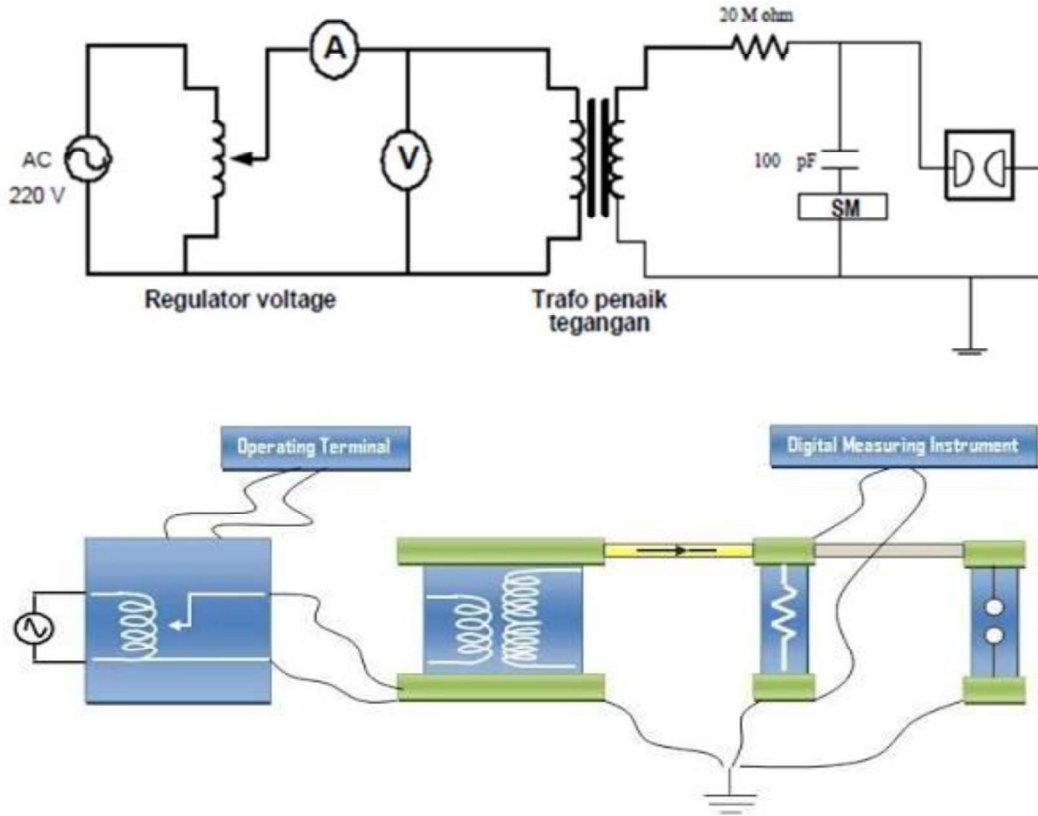 20 M ohm
A
AC
220 V
V
100 pF
SM
Regulator voltage
Trafo penaik
tegangan
Operating Terminal
Digital Measuring Instrument